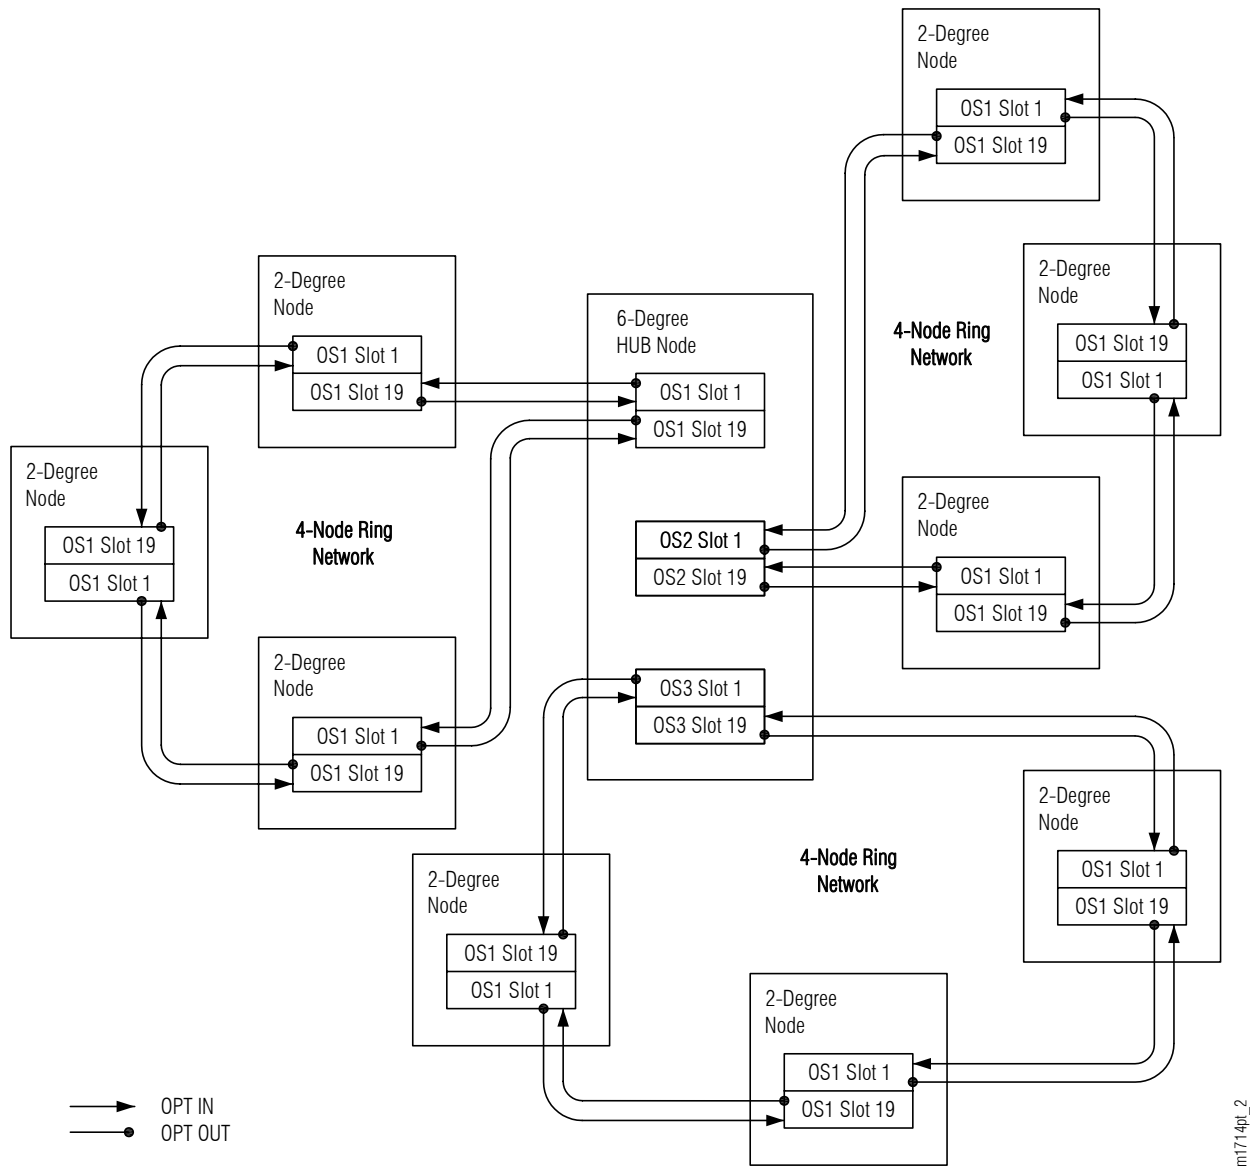 2-Degree
Node
OS1 Slot 1
OS1 Slot 19
2-Degree
Node
OS1 Slot 19
OS1 Slot 1
4-Node Ring
Network
2-Degree
Node
OS1 Slot 1
OS1 Slot 19
2-Degree
Node
OS1 Slot 1
OS1 Slot 19
2-Degree
Node
OS1 Slot 19
OS1 Slot 1
4-Node Ring
Network
2-Degree
Node
OS1 Slot 1
OS1 Slot 19
6-Degree
HUB Node
OS1 Slot 1
OS1 Slot 19
OS2 Slot 1
OS2 Slot 19
OS3 Slot 1
OS3 Slot 19
2-Degree
Node
OS1 Slot 1
OS1 Slot 19
4-Node Ring
Network
2-Degree
Node
OS1 Slot 19
OS1 Slot 1
2-Degree
Node
OS1 Slot 1
OS1 Slot 19
OPT IN
OPT OUT
m1714pt_2